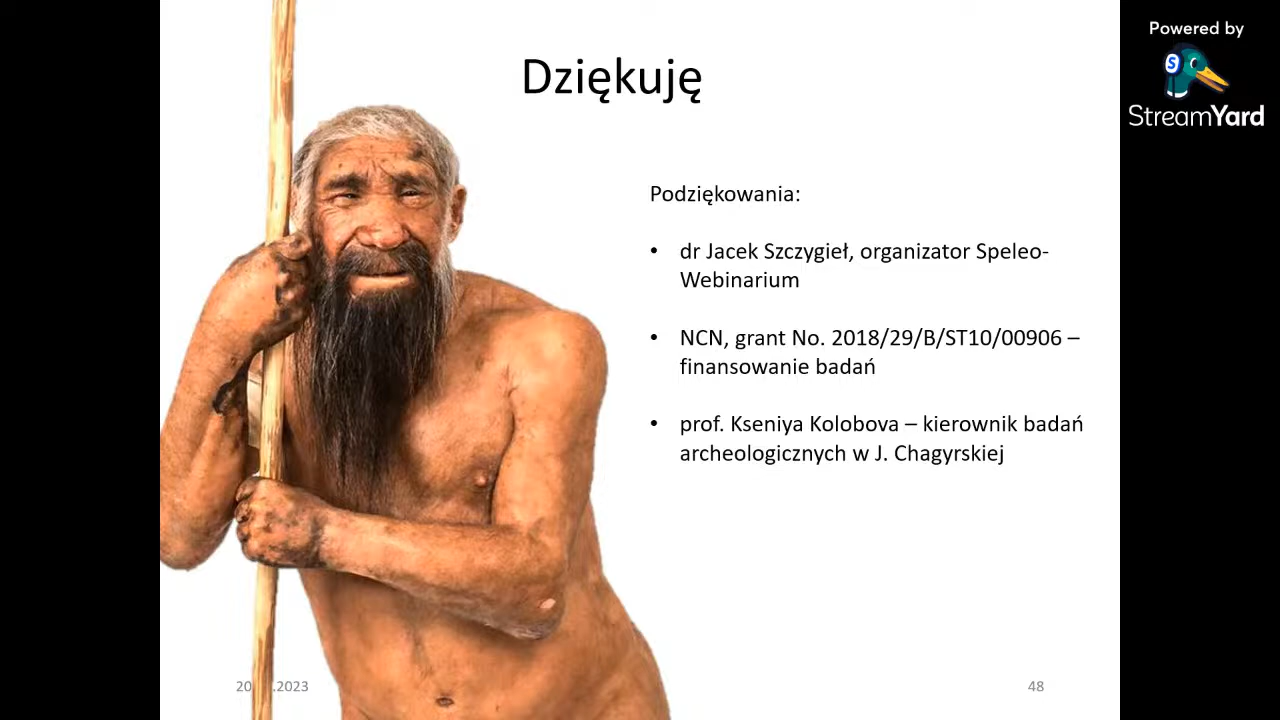 Dziękuję
Podziękowania:
• dr Jacek Szczygieł, organizator Speleo-
Webinarium
• NCN, grant No. 2018/29/B/ST10/00906 –
finansowanie badań
• prof. Kseniya Kolobova – kierownik badań
archeologicznych w J. Chagyrskiej
48
Powered by
S
StreamYard